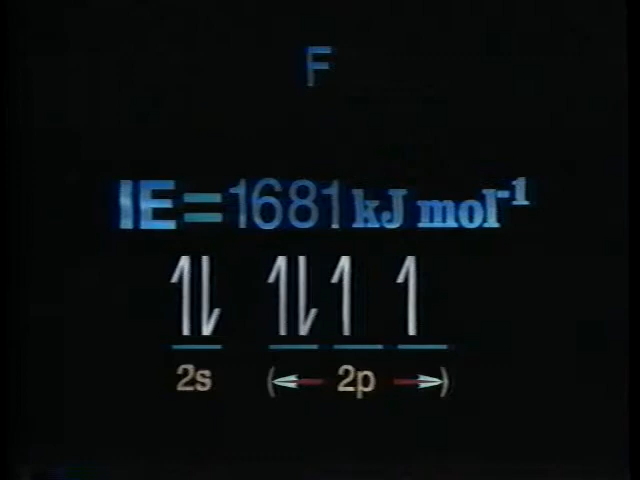 F
IE=1681 kJ mol⁻¹
⥮ ⥮ ↿ ↿
2s (← 2p →)